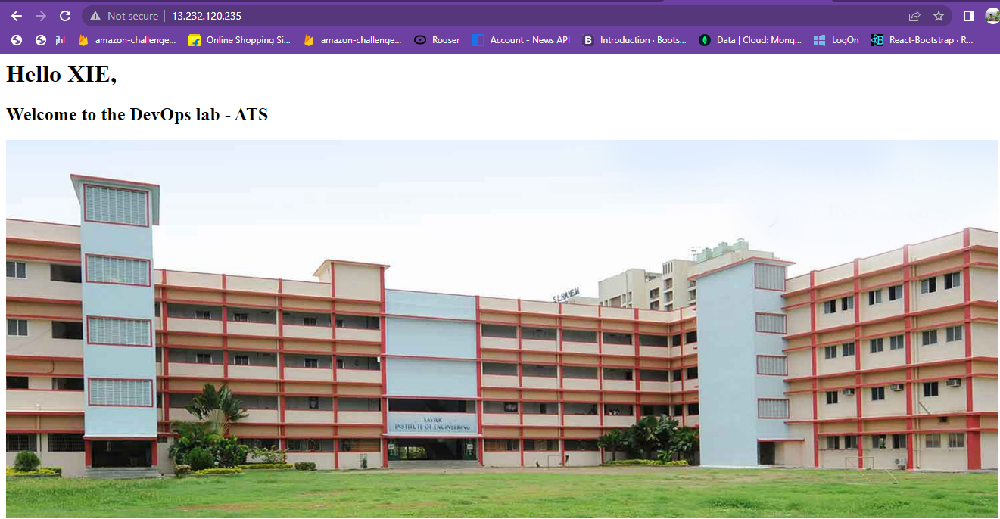 Not secure 13.232.120.235
jhl amazon-challenge... Online Shopping Si... amazon-challenge... Rouser Account - News API Introduction · Boots... Data | Cloud: Mong... LogOn React-Bootstrap · R...
Hello XIE,
Welcome to the DevOps lab - ATS
S.L.RAHEJA
XAVIER
INSTITUTE OF ENGINEERING